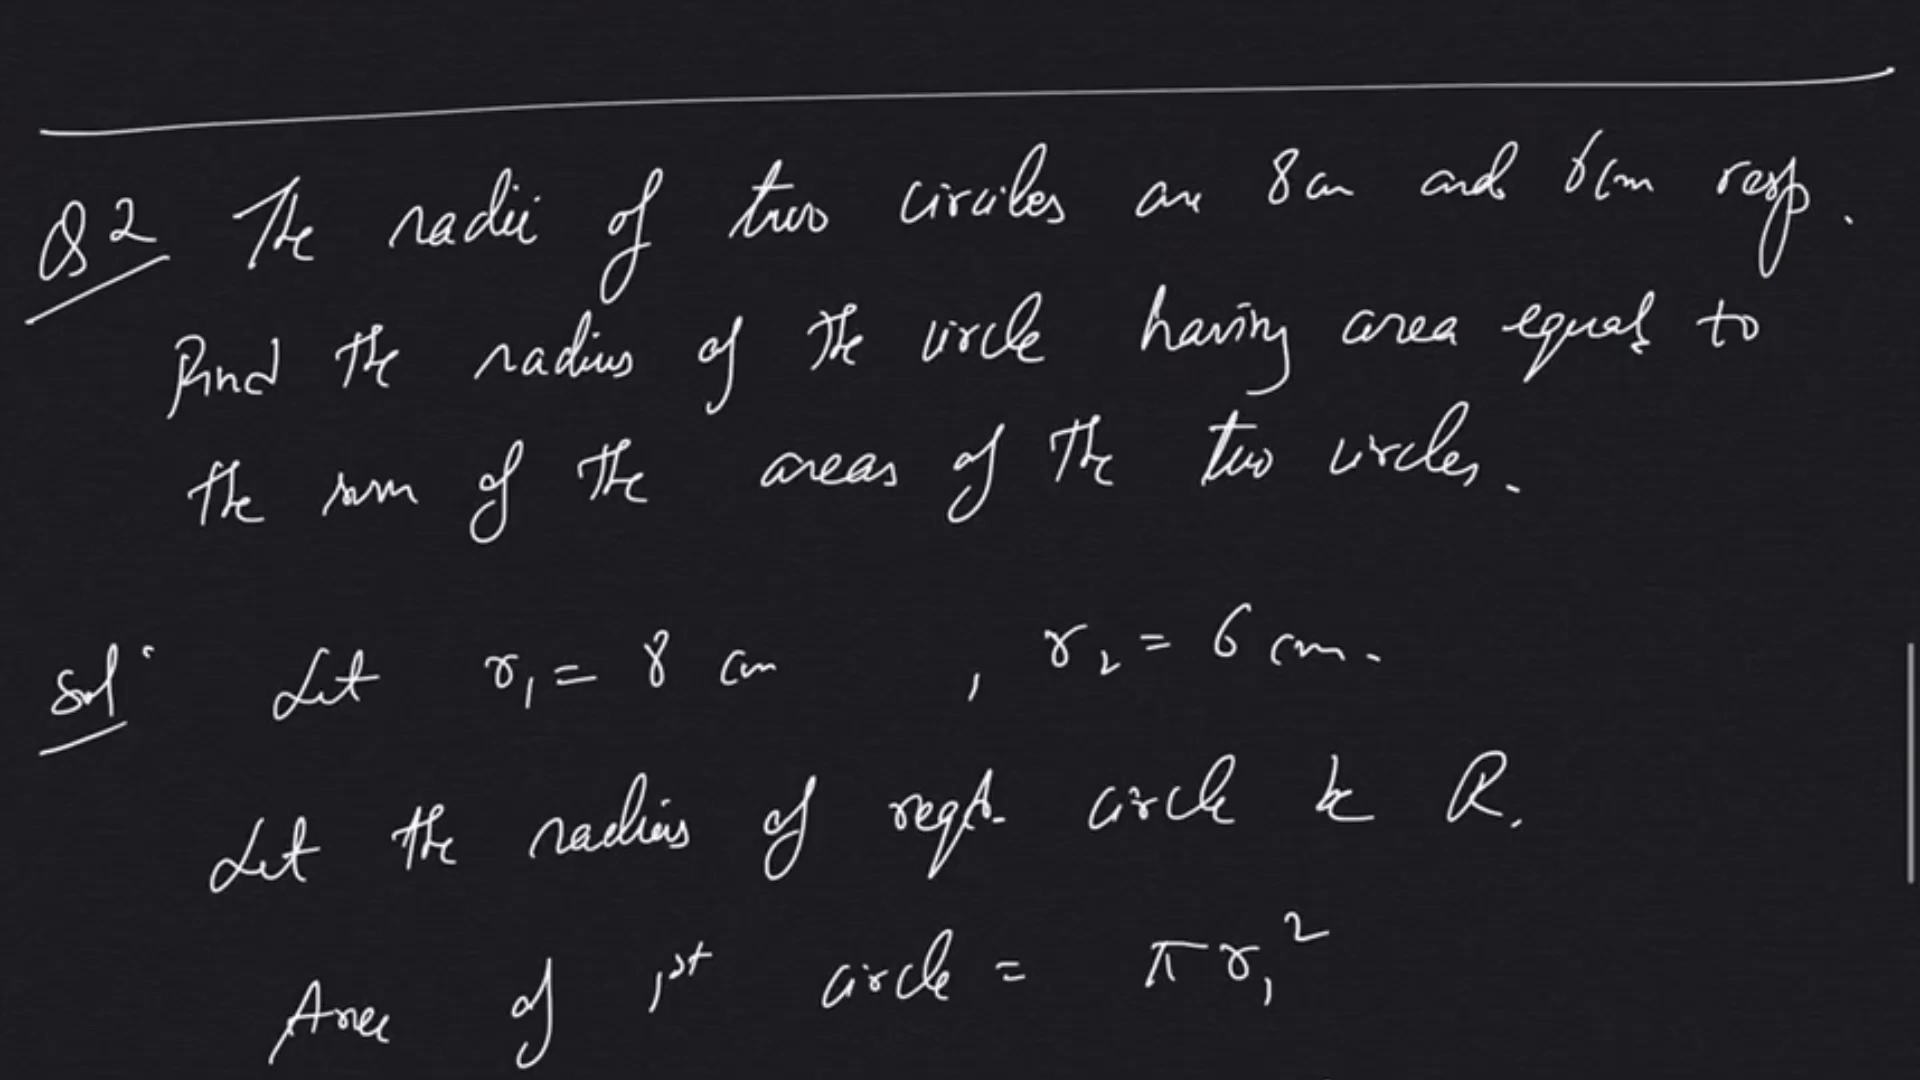 Q2 The radii of two circles are 8cm and 6cm resp.
Find the radius of the circle having area equal to
the sum of the areas of the two circles.
Sol: Let r₁ = 8 cm , r₂ = 6 cm.
Let the radius of reqd. circle be R.
Area of 1st circle = πr₁²